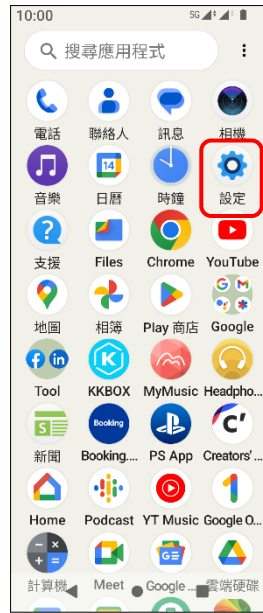 10:00
5G
搜尋應用程式
電話 聯絡人 訊息 相機
14
音樂 日曆 時鐘 設定
支援 Files Chrome YouTube
地圖 相簿 Play 商店 Google
Tool KKBOX MyMusic Headpho...
Booking
新聞 Booking.... PS App Creators' ...
Home Podcast YT Music Google O...
計算機 Meet Google ... 雲端硬碟